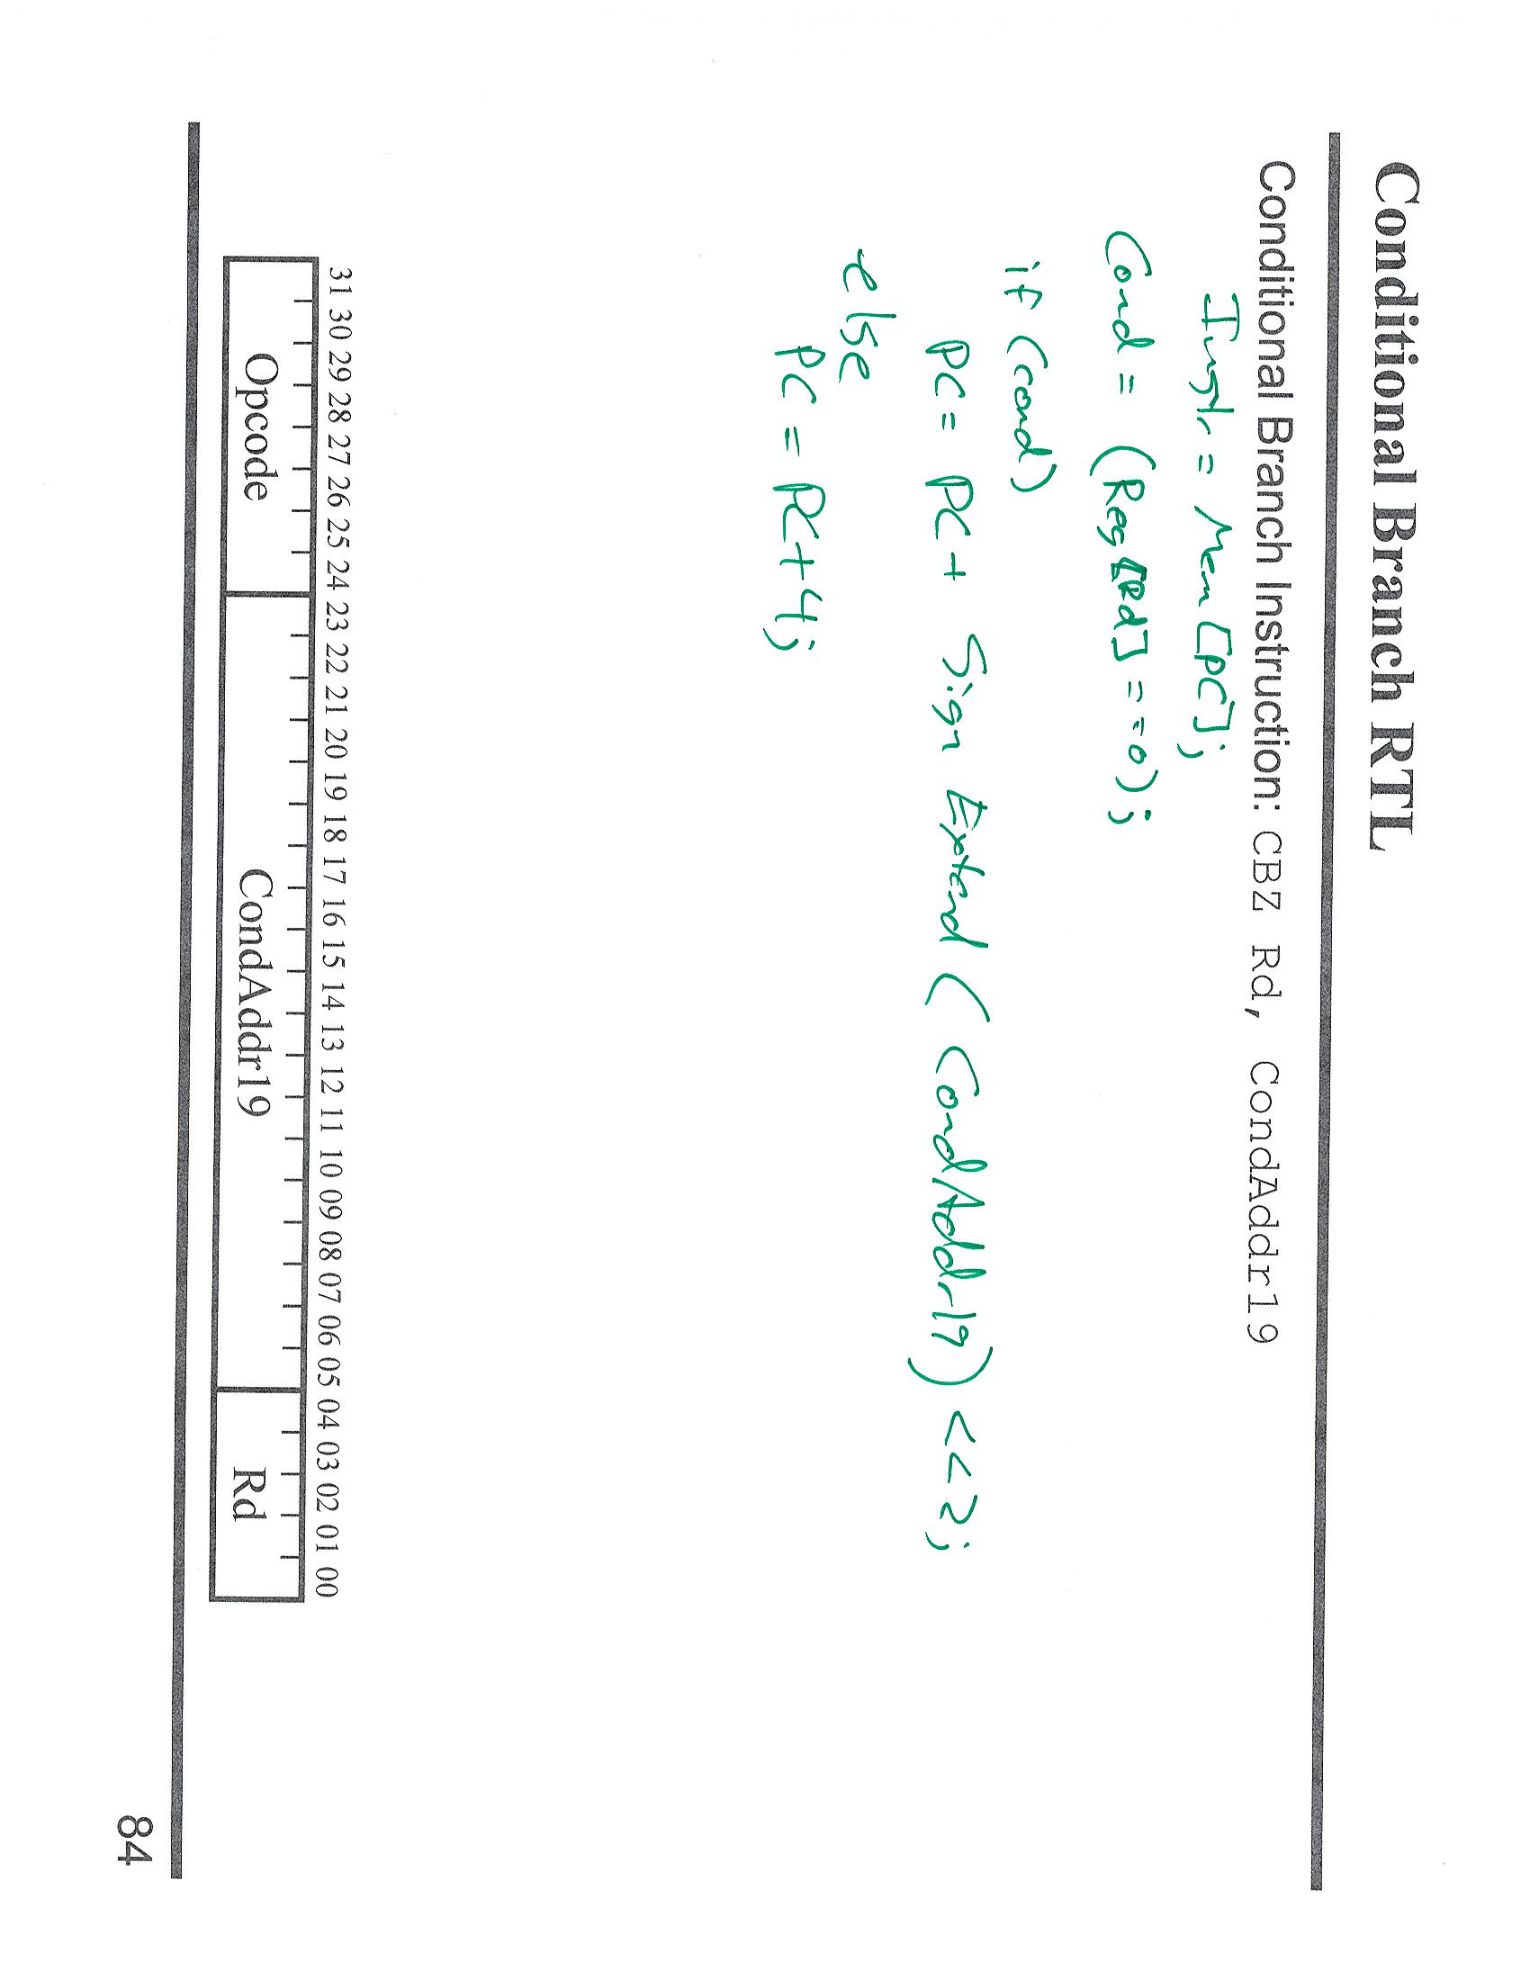 Conditional Branch RTL
Conditional Branch Instruction: CBZ Rd, CondAddr19
Instr = Mem[PC];
Cond = (Reg[Rd] == 0);
if (cond)
PC = PC + Sign Extend (CondAddr19) <<2;
else
PC = PC+4;
31 30 29 28 27 26 25 24 23 22 21 20 19 18 17 16 15 14 13 12 11 10 09 08 07 06 05 04 03 02 01 00
Opcode CondAddr19 Rd
84